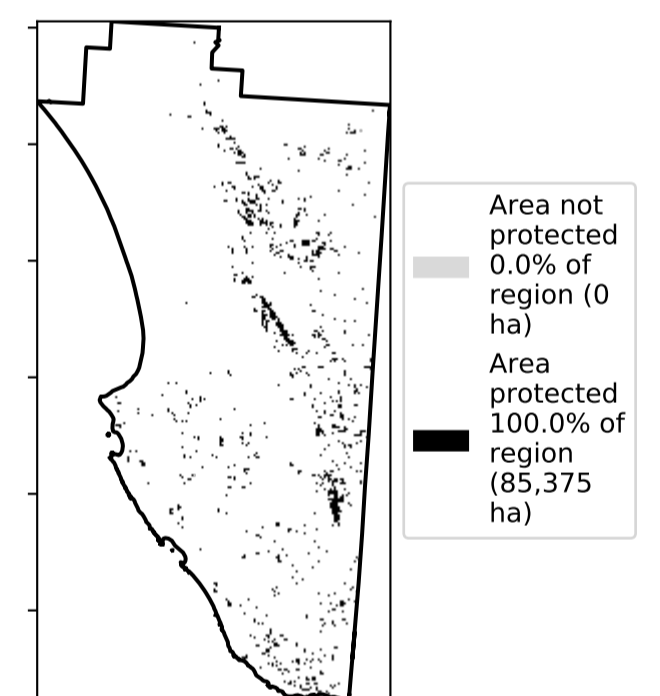 Area not
protected
0.0% of
region (0
ha)
Area
protected
100.0% of
region
(85,375
ha)